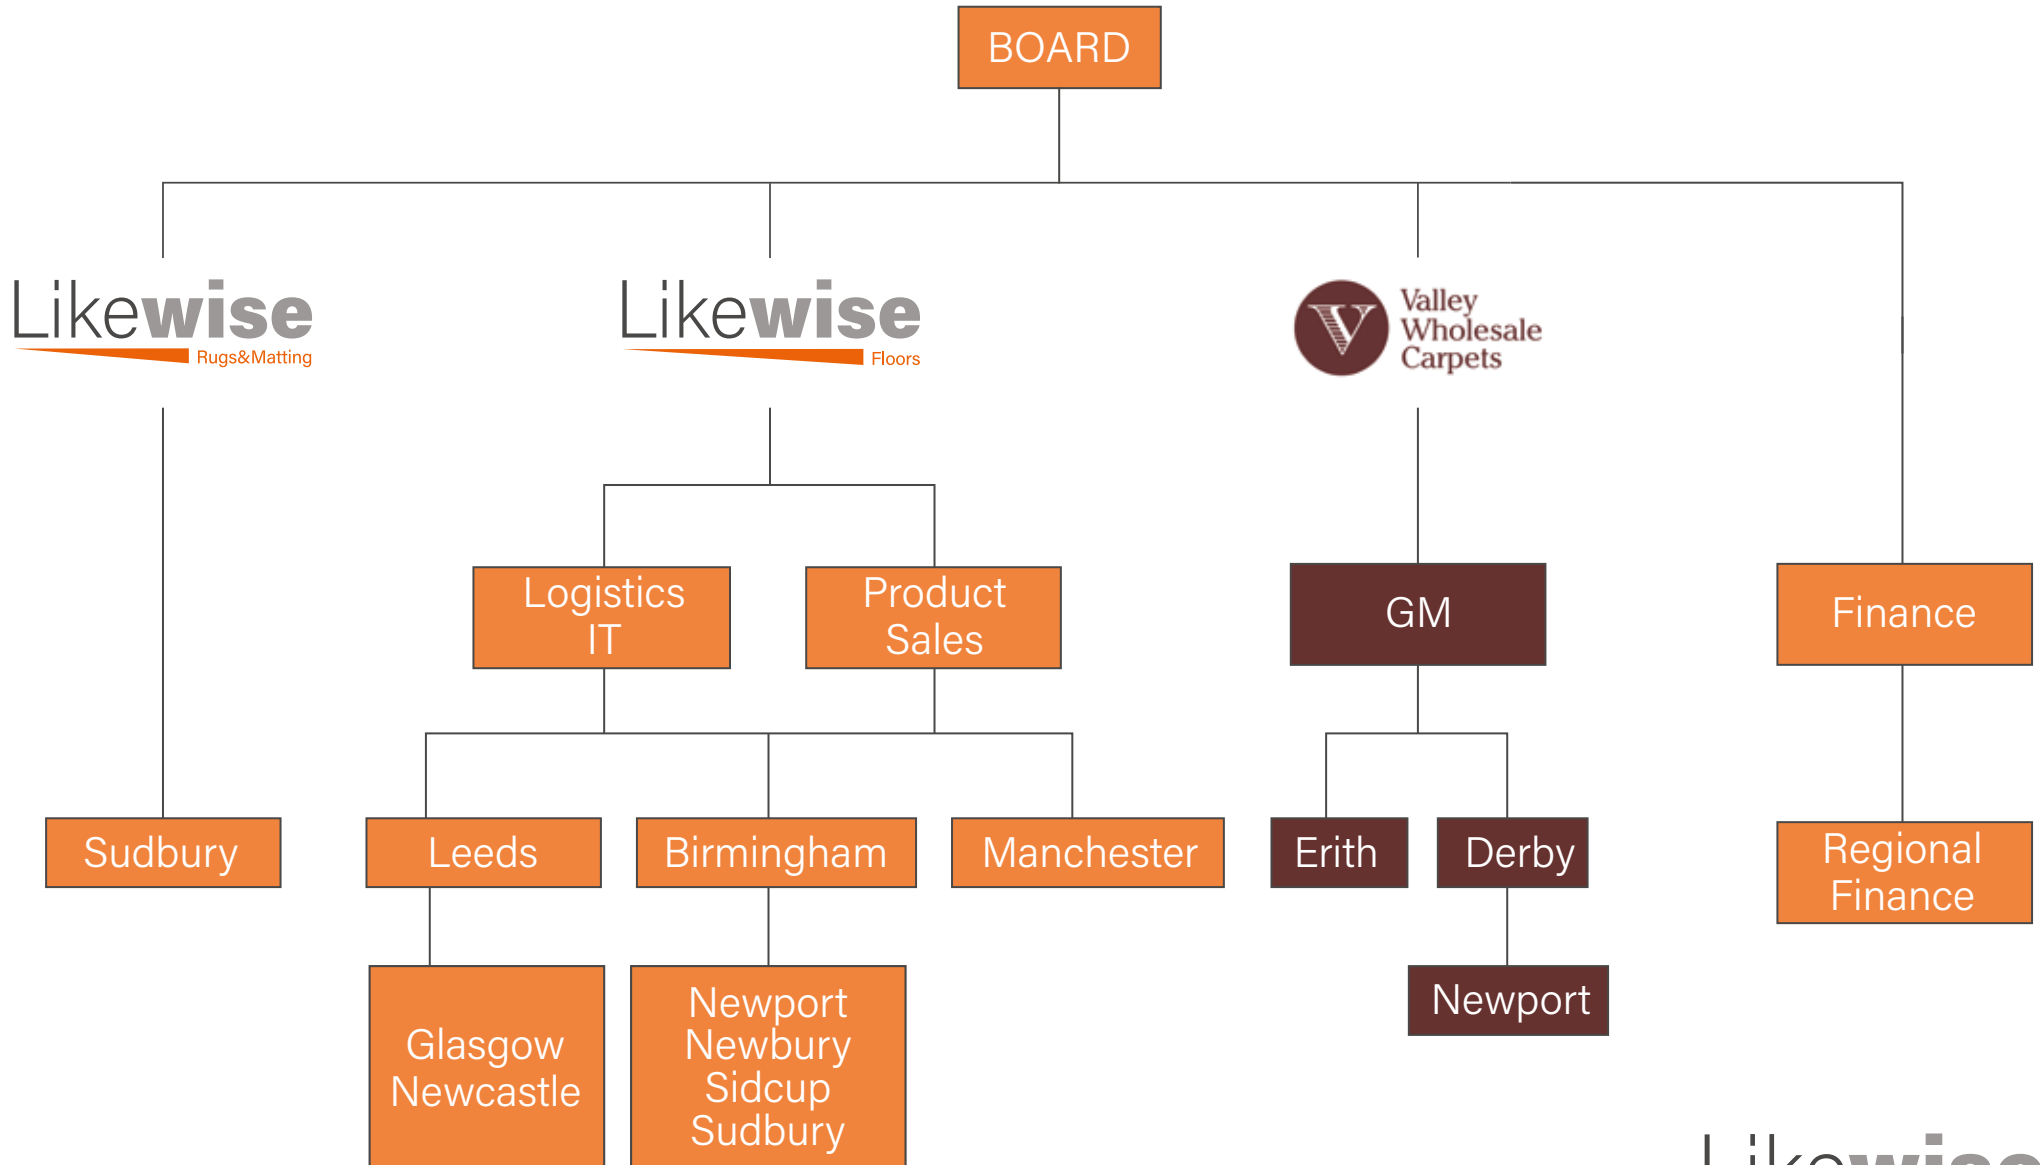 BOARD
Likewise
Rugs&Matting
Likewise
Floors
V
Valley
Wholesale
Carpets
Logistics
IT
Product
Sales
GM
Finance
Sudbury
Leeds
Birmingham
Manchester
Erith
Derby
Regional
Finance
Glasgow
Newcastle
Newport
Newbury
Sidcup
Sudbury
Newport
Likewise